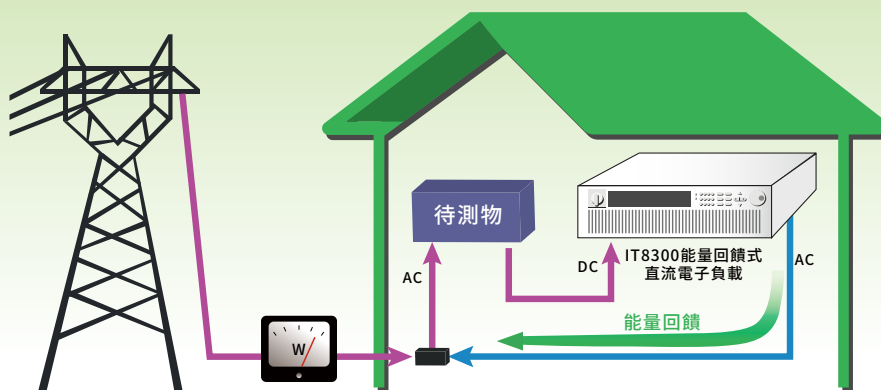 待測物
AC
DC
IT8300能量回饋式
直流電子負載
AC
能量回饋
W